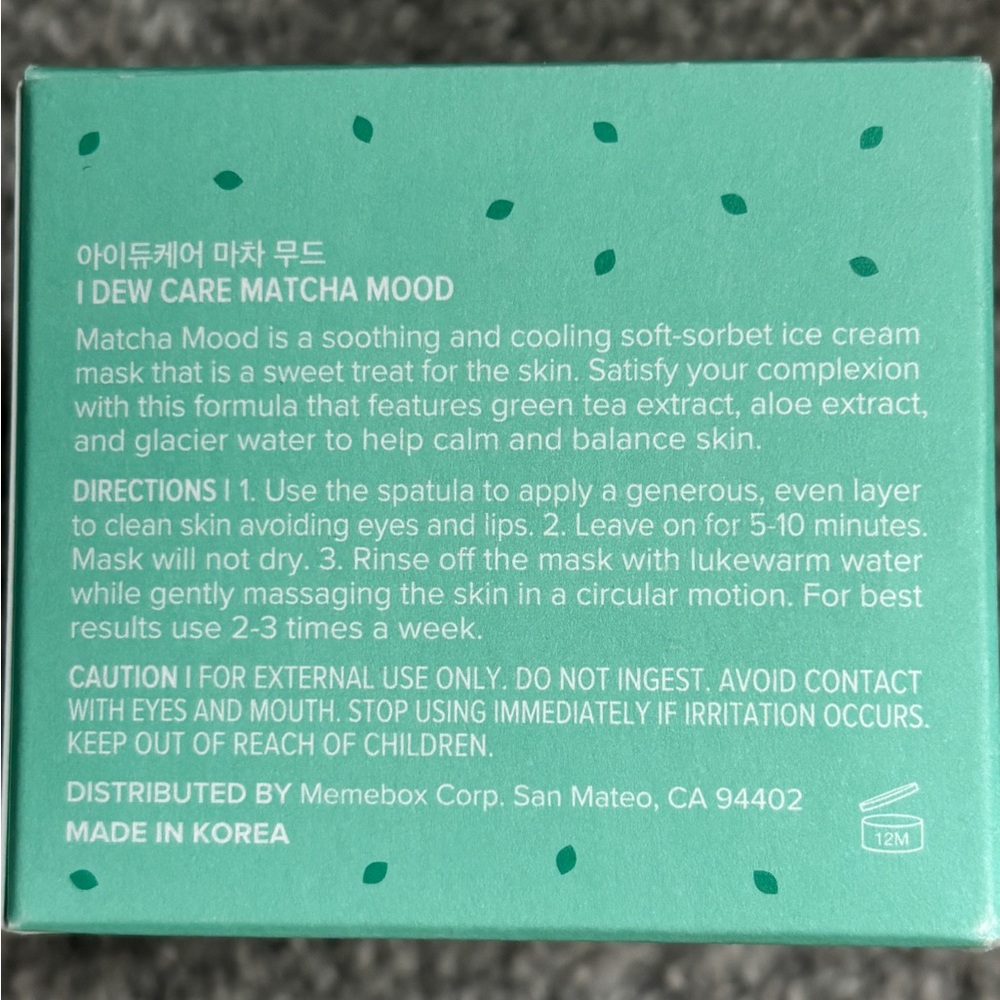 아이듀케어 마차 무드
I DEW CARE MATCHA MOOD
Matcha Mood is a soothing and cooling soft-sorbet ice cream
mask that is a sweet treat for the skin. Satisfy your complexion
with this formula that features green tea extract, aloe extract,
and glacier water to help calm and balance skin.
DIRECTIONS | 1. Use the spatula to apply a generous, even layer
to clean skin avoiding eyes and lips. 2. Leave on for 5-10 minutes.
Mask will not dry. 3. Rinse off the mask with lukewarm water
while gently massaging the skin in a circular motion. For best
results use 2-3 times a week.
CAUTION | FOR EXTERNAL USE ONLY. DO NOT INGEST. AVOID CONTACT
WITH EYES AND MOUTH. STOP USING IMMEDIATELY IF IRRITATION OCCURS.
KEEP OUT OF REACH OF CHILDREN.
DISTRIBUTED BY Memebox Corp. San Mateo, CA 94402
MADE IN KOREA
12M